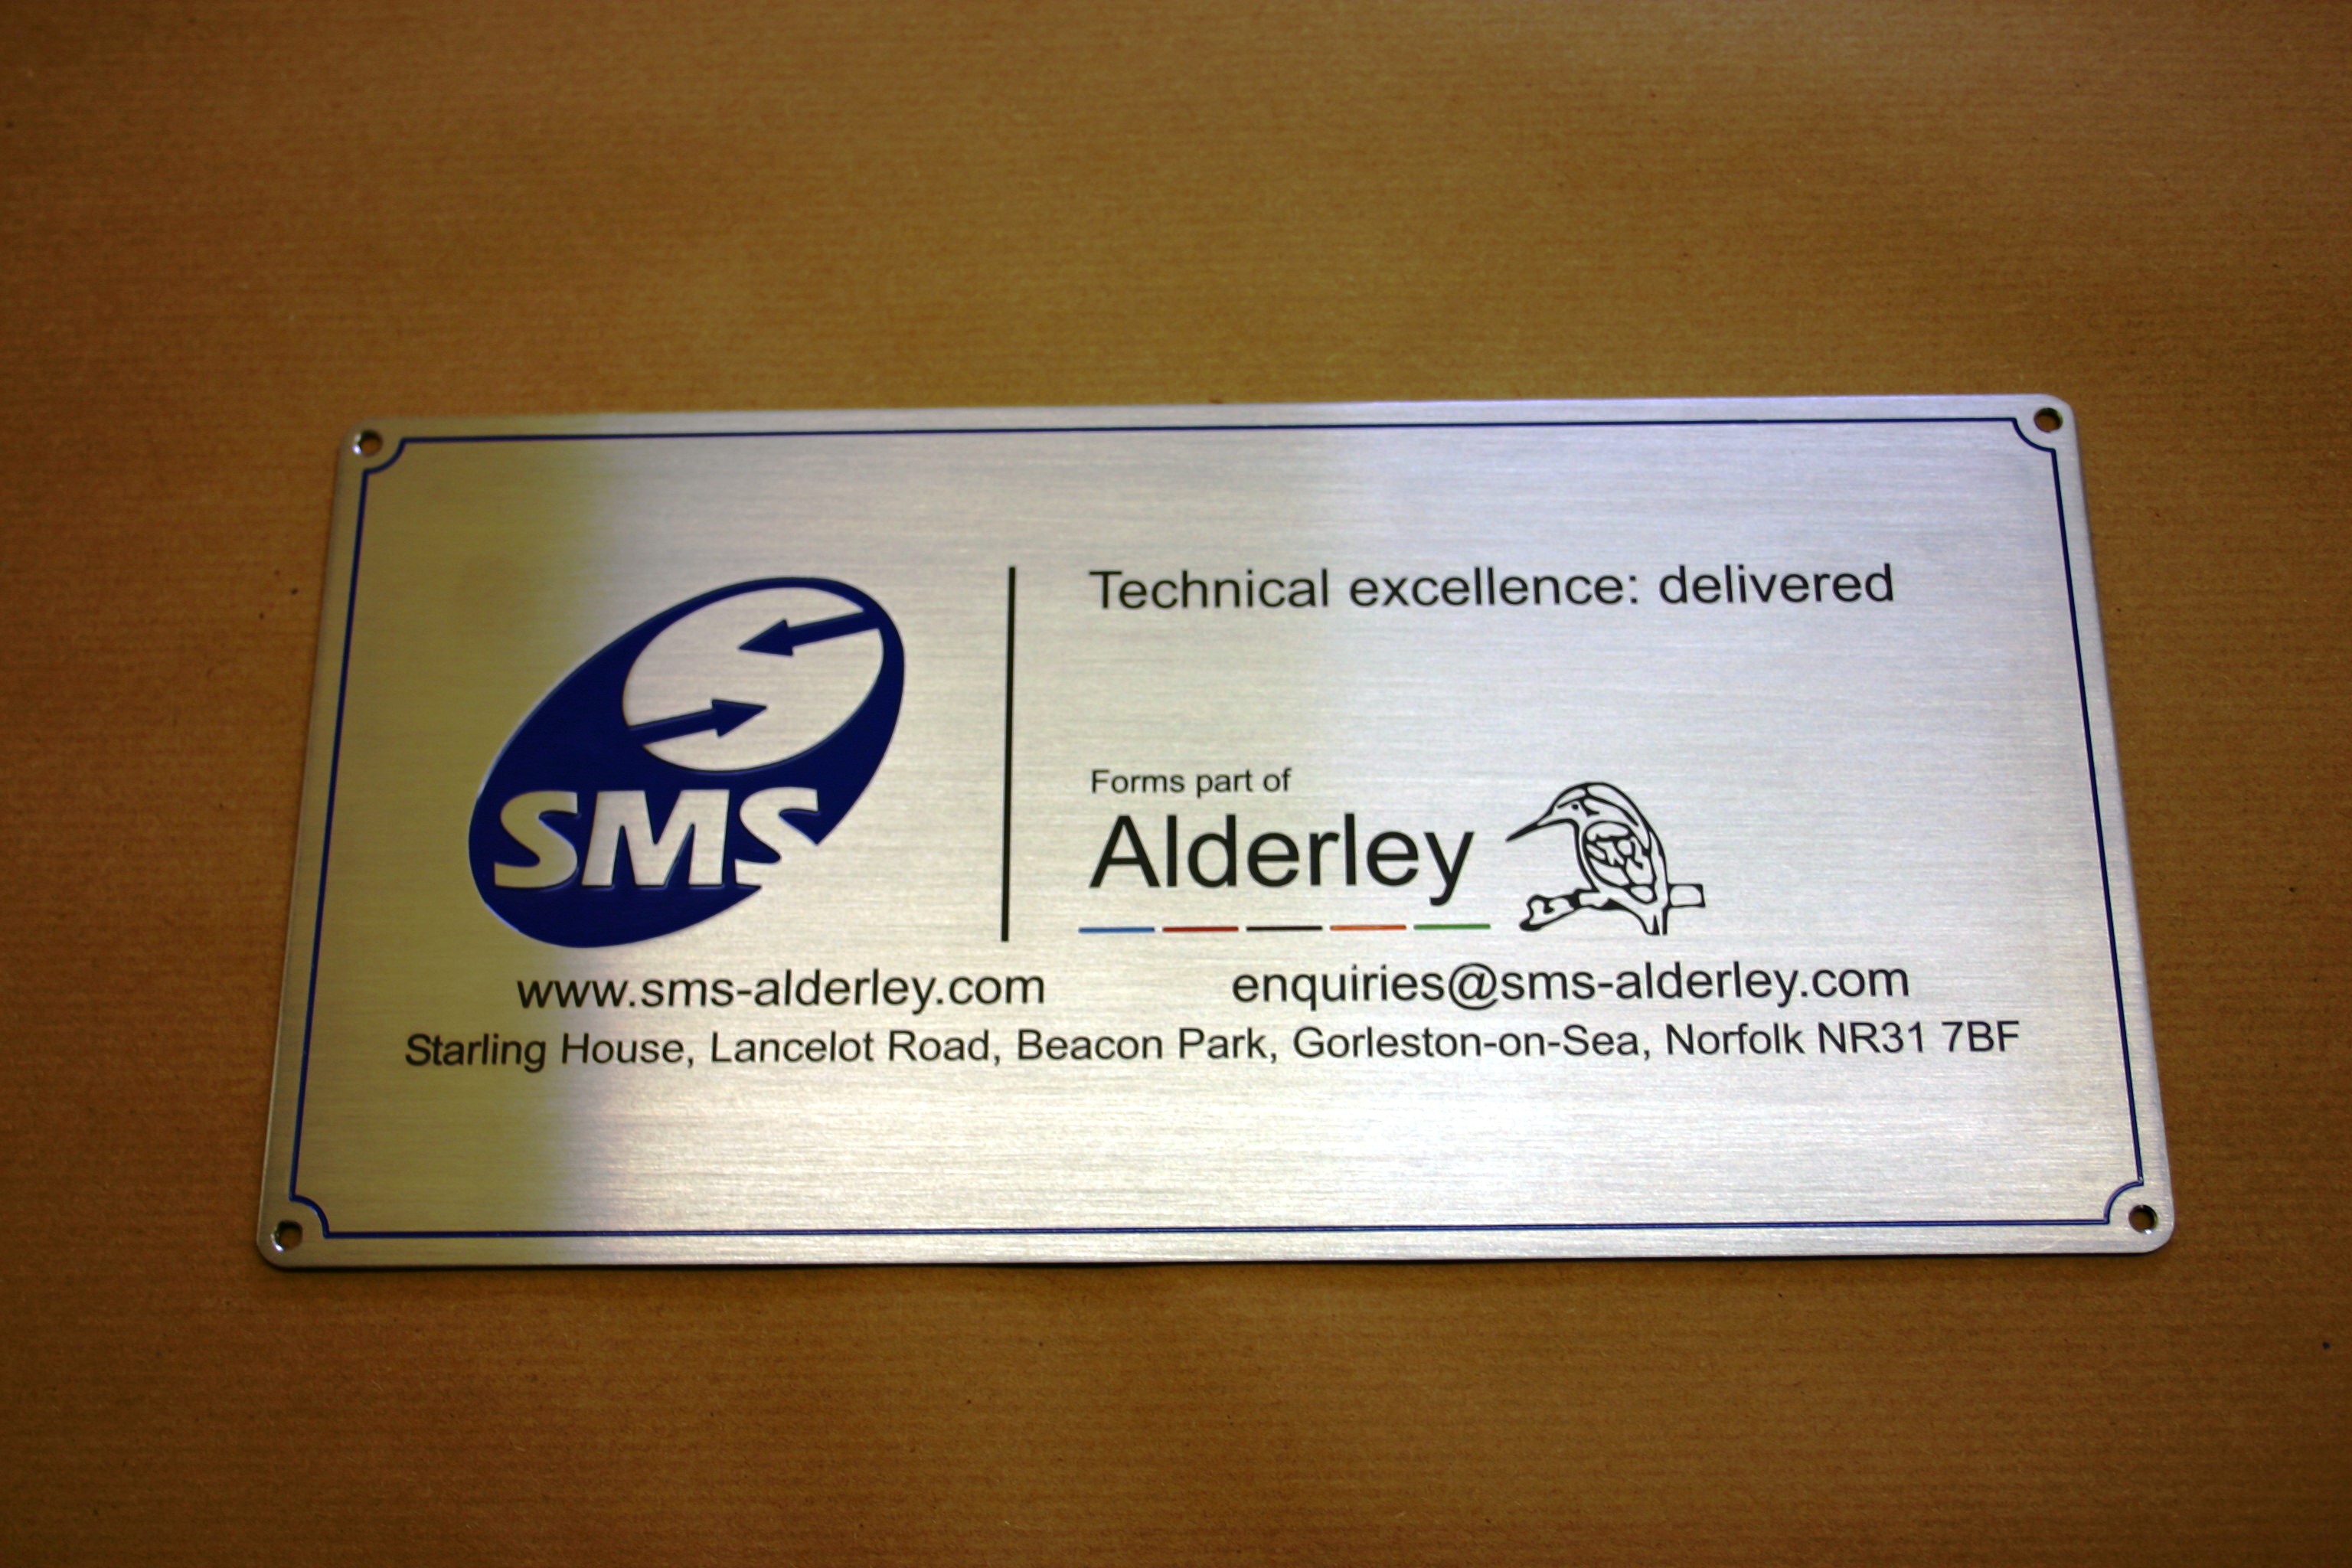 SMS
Technical excellence: delivered
Forms part of
Alderley
www.sms-alderley.com
enquiries@sms-alderley.com
Starling House, Lancelot Road, Beacon Park, Gorleston-on-Sea, Norfolk NR31 7BF